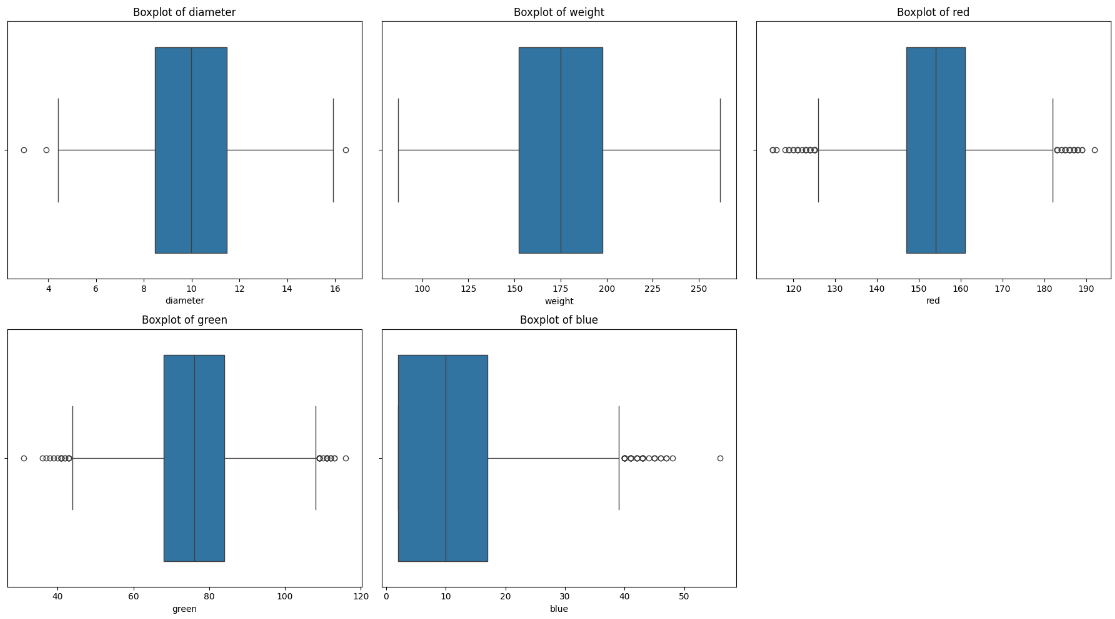 Boxplot of diameter
4 6 8 10 12 14 16
diameter
Boxplot of weight
100 125 150 175 200 225 250
weight
Boxplot of red
120 130 140 150 160 170 180 190
red
Boxplot of green
40 60 80 100 120
green
Boxplot of blue
0 10 20 30 40 50
blue